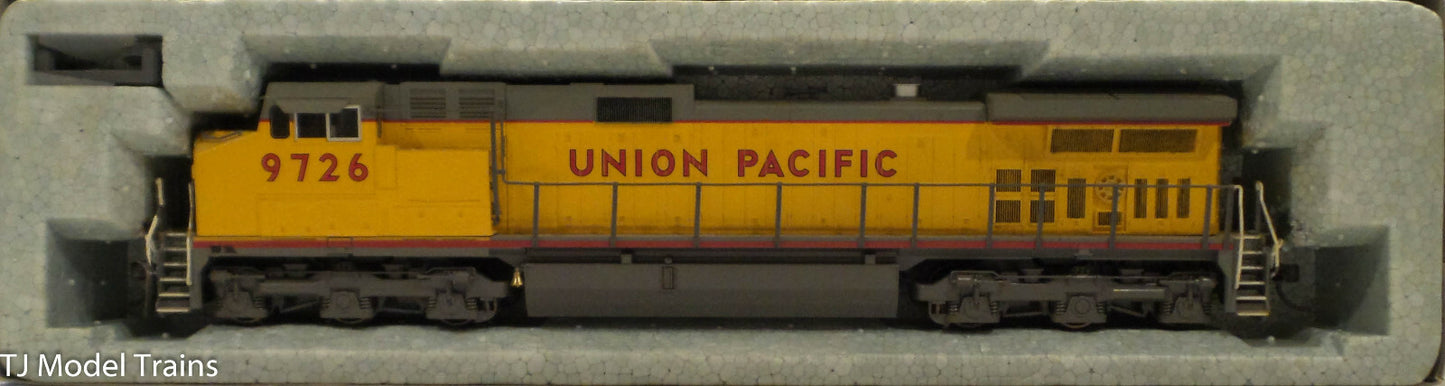 9726 UNION PACIFIC
TJ Model Trains